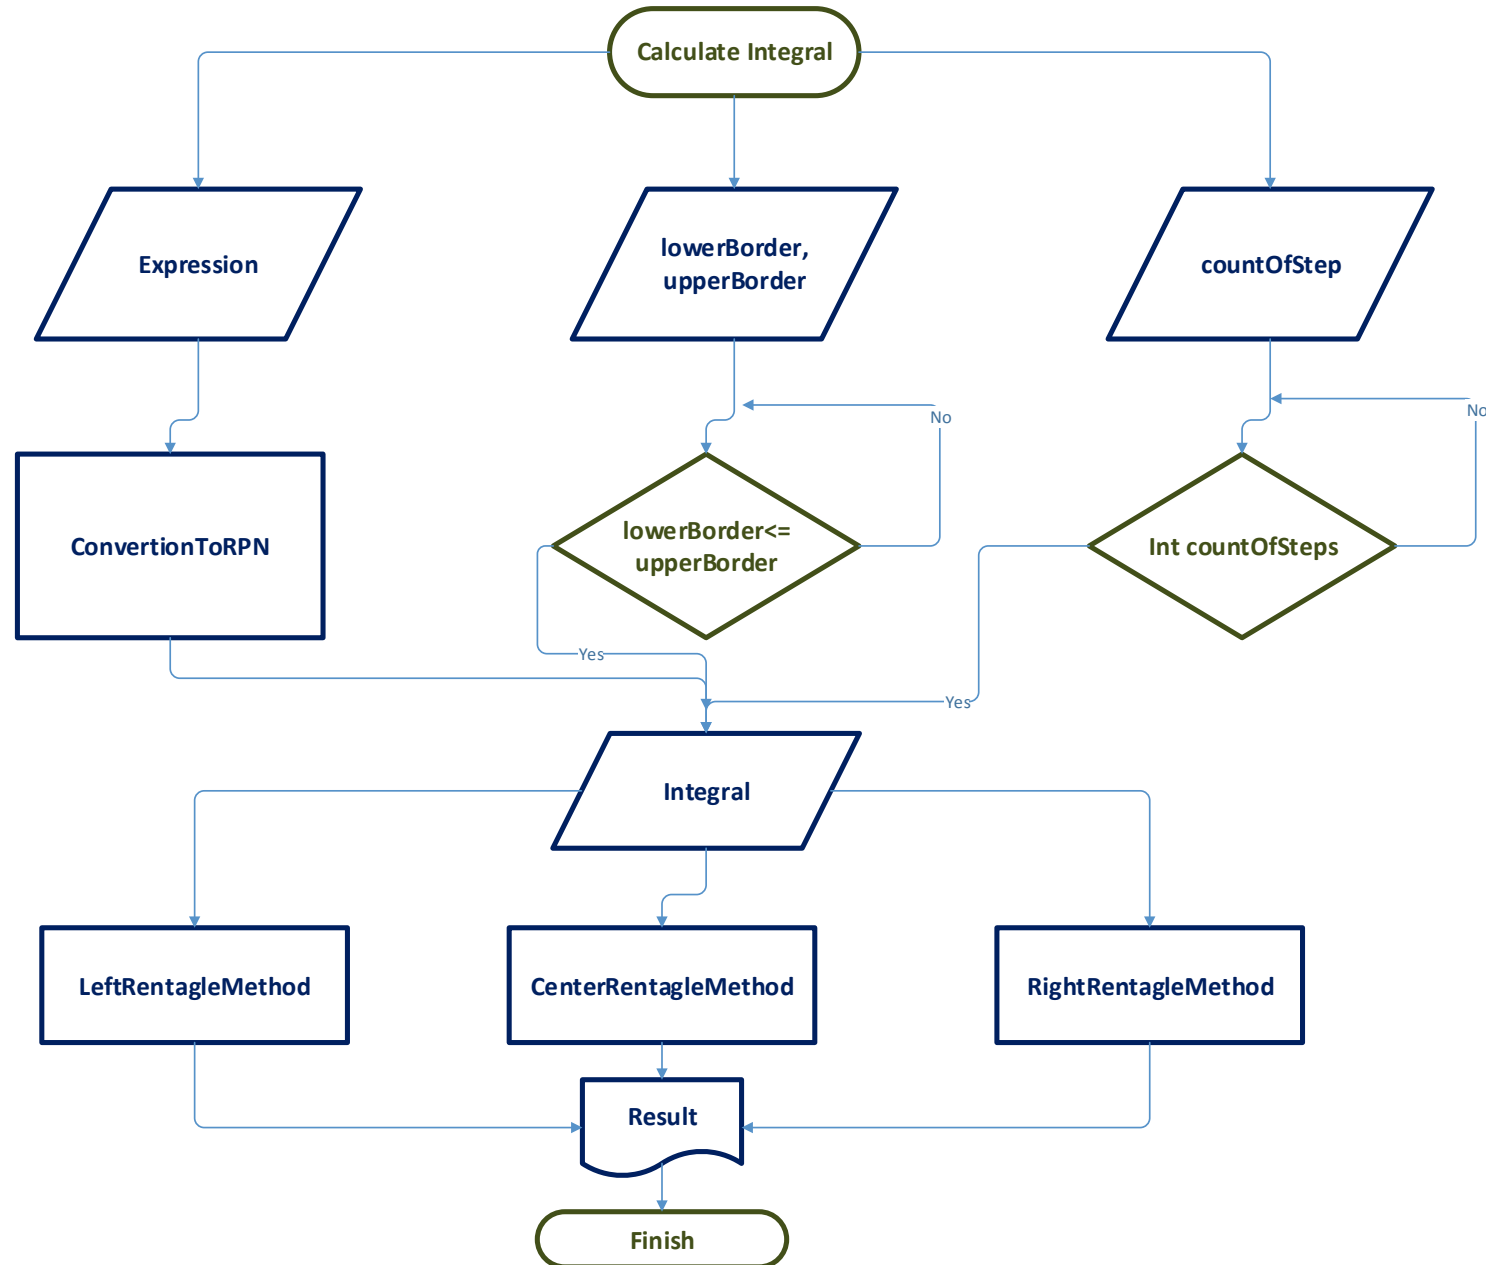 Calculate Integral
Expression
lowerBorder,
upperBorder
countOfStep
No
No
ConvertionToRPN
lowerBorder<=
upperBorder
Int countOfSteps
Yes
Yes
Integral
LeftRentagleMethod
CenterRentagleMethod
RightRentagleMethod
Result
Finish